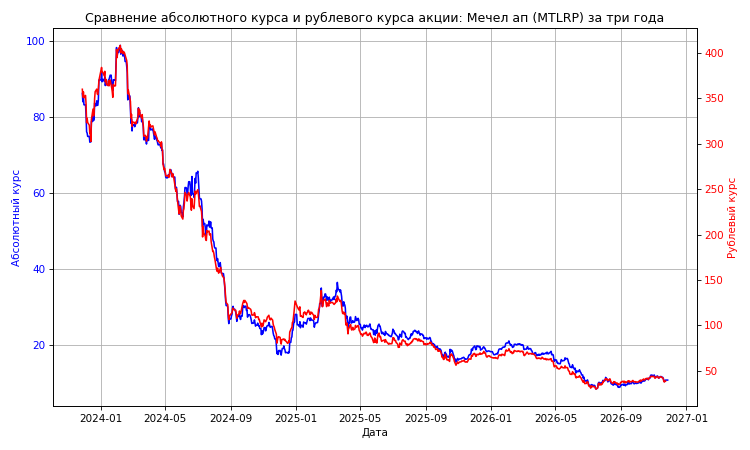 Сравнение абсолютного курса и рублевого курса акции: Мечел ап (MTLRP) за три года
100
80
60
40
20
Абсолютный курс
400
350
300
250
200
150
100
50
Рублевый курс
2024-01 2024-05 2024-09 2025-01 2025-05 2025-09 2026-01 2026-05 2026-09 2027-01
Дата